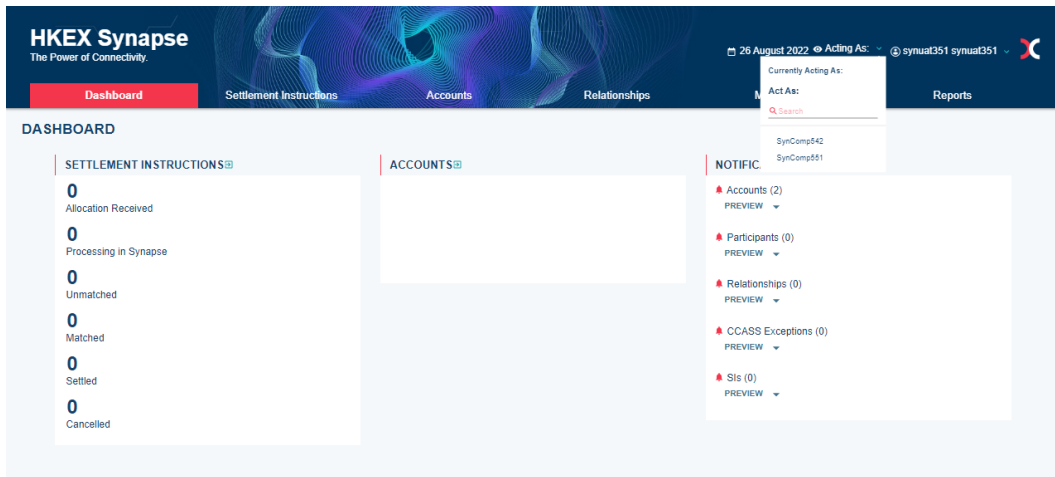 HKEX Synapse
The Power of Connectivity.
26 August 2022 Acting As: synuat351 synuat351
Currently Acting As:
Act As:
Search
SynComp542
SynComp551
Dashboard Settlement Instructions Accounts Relationships Reports
DASHBOARD
SETTLEMENT INSTRUCTIONS
0
Allocation Received
0
Processing in Synapse
0
Unmatched
0
Matched
0
Settled
0
Cancelled
ACCOUNTS
NOTIFIC
Accounts (2)
PREVIEW
Participants (0)
PREVIEW
Relationships (0)
PREVIEW
CCASS Exceptions (0)
PREVIEW
SIs (0)
PREVIEW